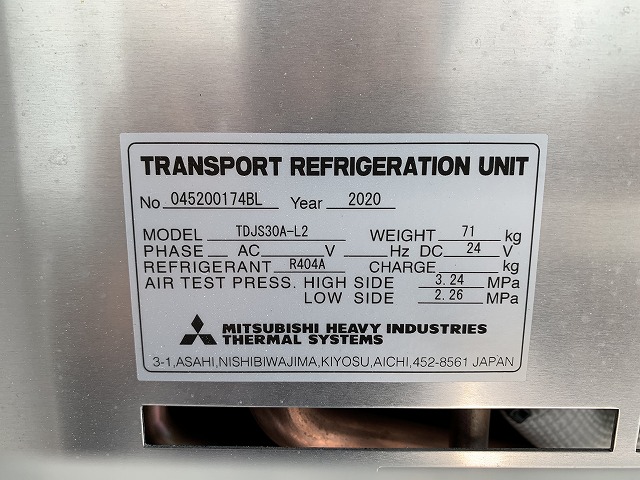 TRANSPORT REFRIGERATION UNIT
No 045200174BL Year 2020
MODEL TDJS30A-L2 WEIGHT 71 kg
PHASE AC V Hz DC 24 V
REFRIGERANT R404A CHARGE kg
AIR TEST PRESS. HIGH SIDE 3.24 MPa
LOW SIDE 2.26 MPa
MITSUBISHI HEAVY INDUSTRIES
THERMAL SYSTEMS
3-1,ASAHI,NISHIBIWAJIMA,KIYOSU,AICHI,452-8561 JAPAN